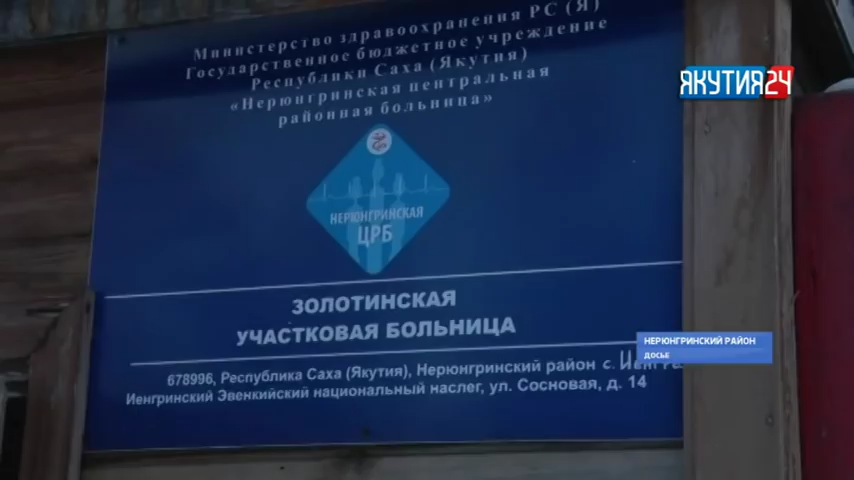 Министерство здравоохранения РС (Я)
Государственное бюджетное учреждение
Республики Саха (Якутия)
«Нерюнгринская центральная
районная больница»
НЕРЮНГРИНСКАЯ
ЦРБ
ЗОЛОТИНСКАЯ
УЧАСТКОВАЯ БОЛЬНИЦА
678996, Республика Саха (Якутия), Нерюнгринский район с. Иенгра
Иенгринский Эвенкийский национальный наслег, ул. Сосновая, д. 14
ЯКУТИЯ24
НЕРЮНГРИНСКИЙ РАЙОН
ДОСЬЕ